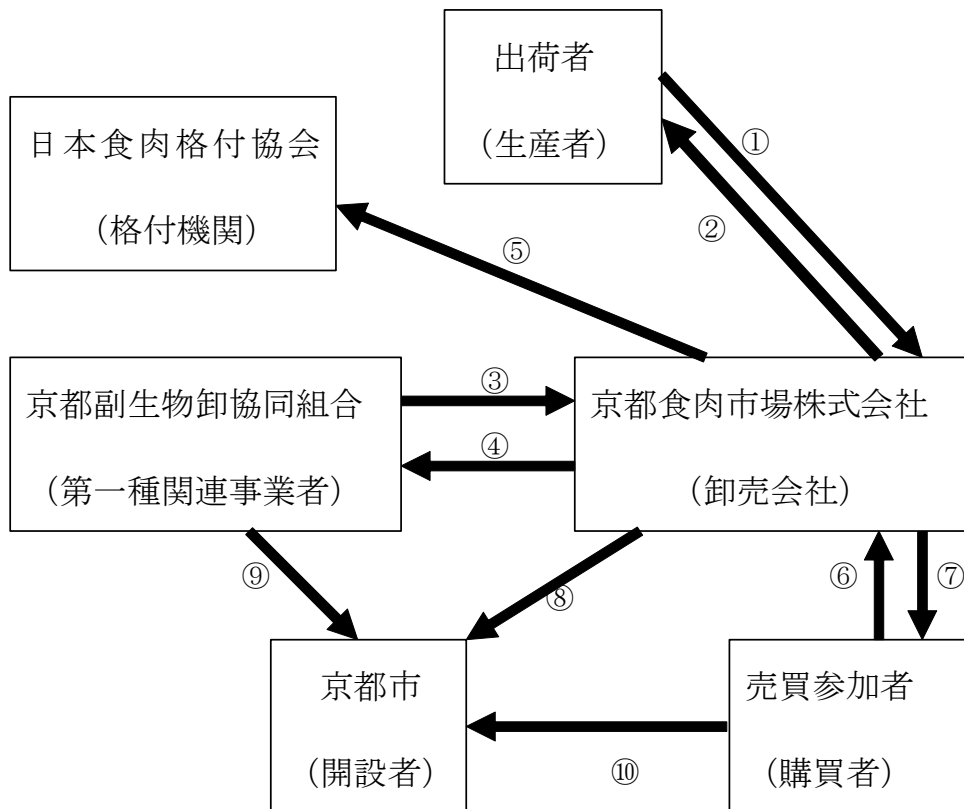 出荷者
(生産者)
日本食肉格付協会
(格付機関)
①
②
⑤
京都副生物卸協同組合
(第一種関連事業者)
③
④
京都食肉市場株式会社
(卸売会社)
⑨
⑧
⑥
⑦
京都市
(開設者)
⑩
売買参加者
(購買者)